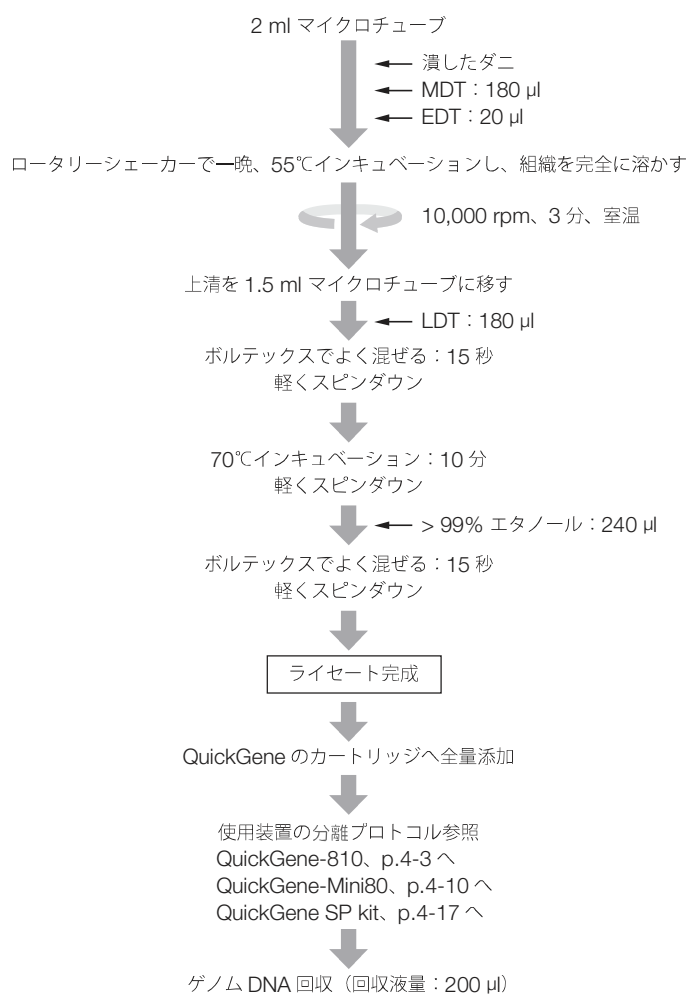 2 ml マイクロチューブ
潰したダニ
MDT：180 μl
EDT：20 μl
ロータリーシェーカーで一晩、55℃インキュベーションし、組織を完全に溶かす
10,000 rpm、3 分、室温
上清を 1.5 ml マイクロチューブに移す
LDT：180 μl
ボルテックスでよく混ぜる：15 秒
軽くスピンダウン
70℃インキュベーション：10 分
軽くスピンダウン
> 99% エタノール：240 μl
ボルテックスでよく混ぜる：15 秒
軽くスピンダウン
ライセート完成
QuickGene のカートリッジへ全量添加
使用装置の分離プロトコル参照
QuickGene-810、p.4-3 へ
QuickGene-Mini80、p.4-10 へ
QuickGene SP kit、p.4-17 へ
ゲノム DNA 回収（回収液量：200 μl）